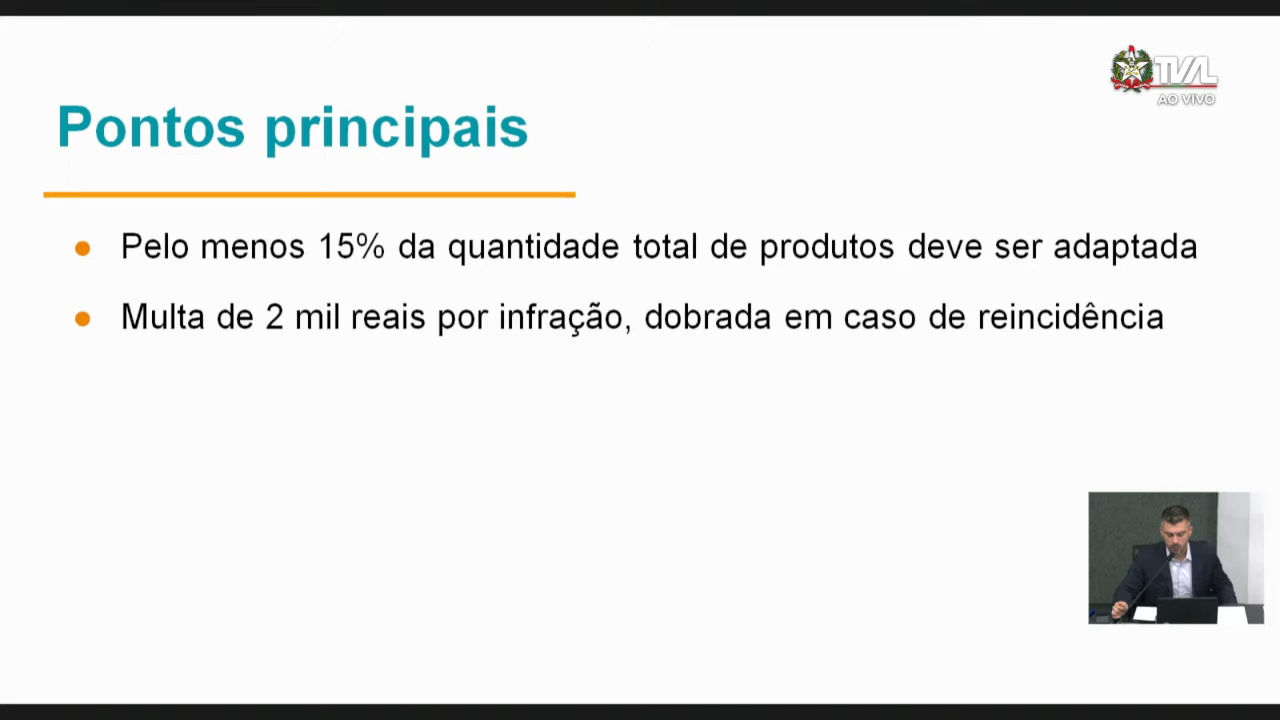 TVAL
AO VIVO
Pontos principais
Pelo menos 15% da quantidade total de produtos deve ser adaptada
Multa de 2 mil reais por infração, dobrada em caso de reincidência